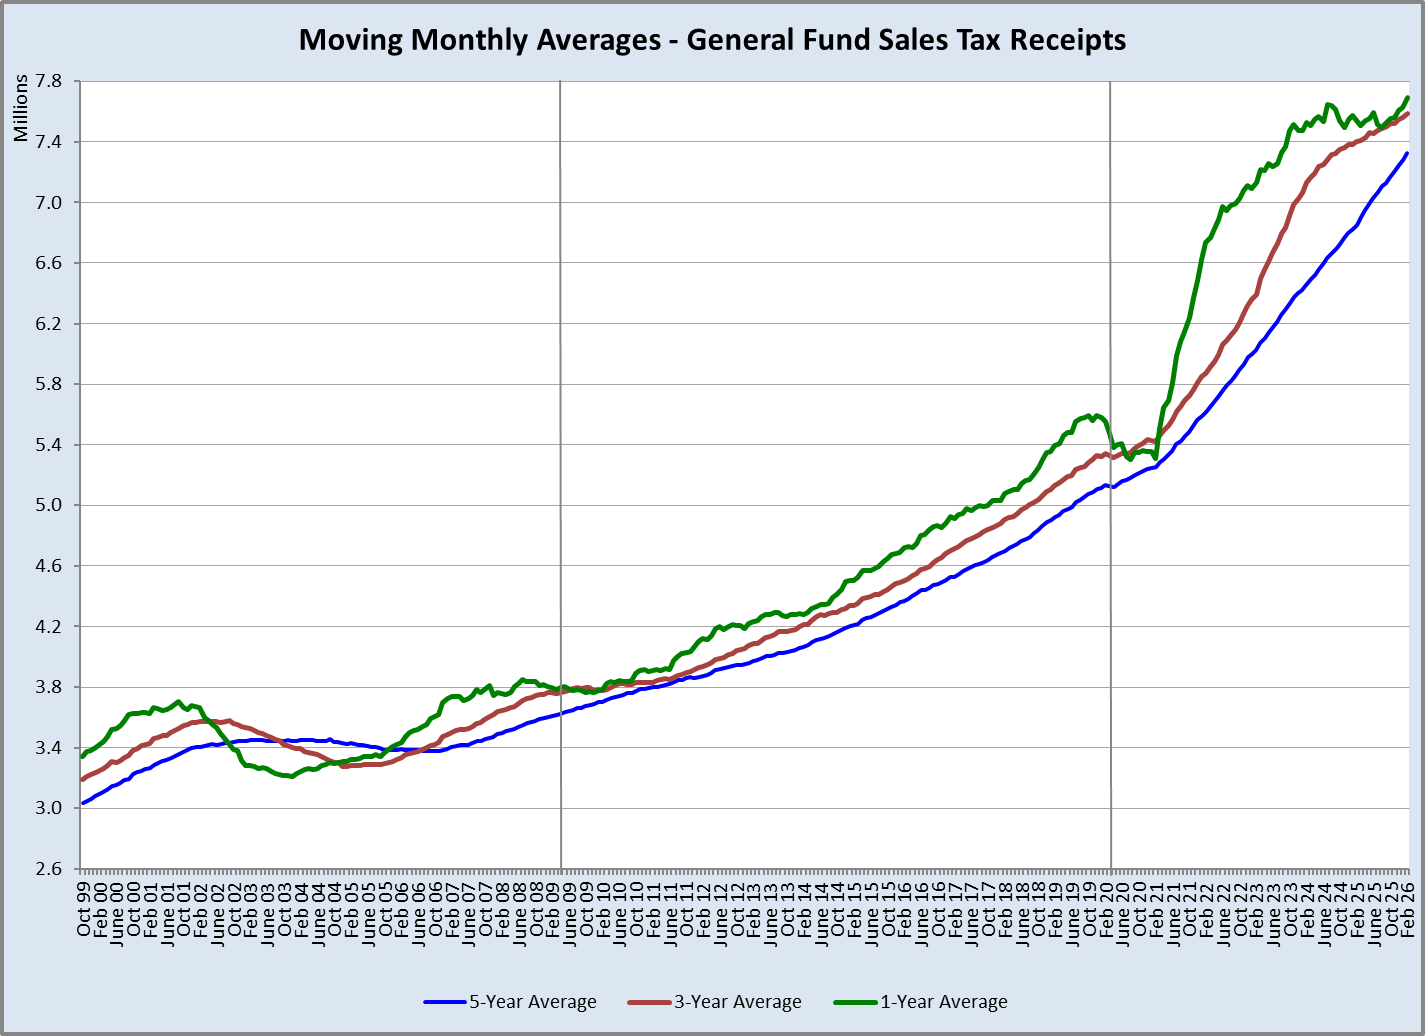 Moving Monthly Averages - General Fund Sales Tax Receipts
Millions
7.8
7.4
7.0
6.6
6.2
5.8
5.4
5.0
4.6
4.2
3.8
3.4
3.0
2.6
Oct 99
Feb 00
June 00
Oct 00
Feb 01
June 01
Oct 01
Feb 02
June 02
Oct 02
Feb 03
June 03
Oct 03
Feb 04
June 04
Oct 04
Feb 05
June 05
Oct 05
Feb 06
June 06
Oct 06
Feb 07
June 07
Oct 07
Feb 08
June 08
Oct 08
Feb 09
June 09
Oct 09
Feb 10
June 10
Oct 10
Feb 11
June 11
Oct 11
Feb 12
June 12
Oct 12
Feb 13
June 13
Oct 13
Feb 14
June 14
Oct 14
Feb 15
June 15
Oct 15
Feb 16
June 16
Oct 16
Feb 17
June 17
Oct 17
Feb 18
June 18
Oct 18
Feb 19
June 19
Oct 19
Feb 20
June 20
Oct 20
Feb 21
June 21
Oct 21
Feb 22
June 22
Oct 22
Feb 23
June 23
Oct 23
Feb 24
June 24
Oct 24
Feb 25
June 25
Oct 25
Feb 26
5-Year Average
3-Year Average
1-Year Average